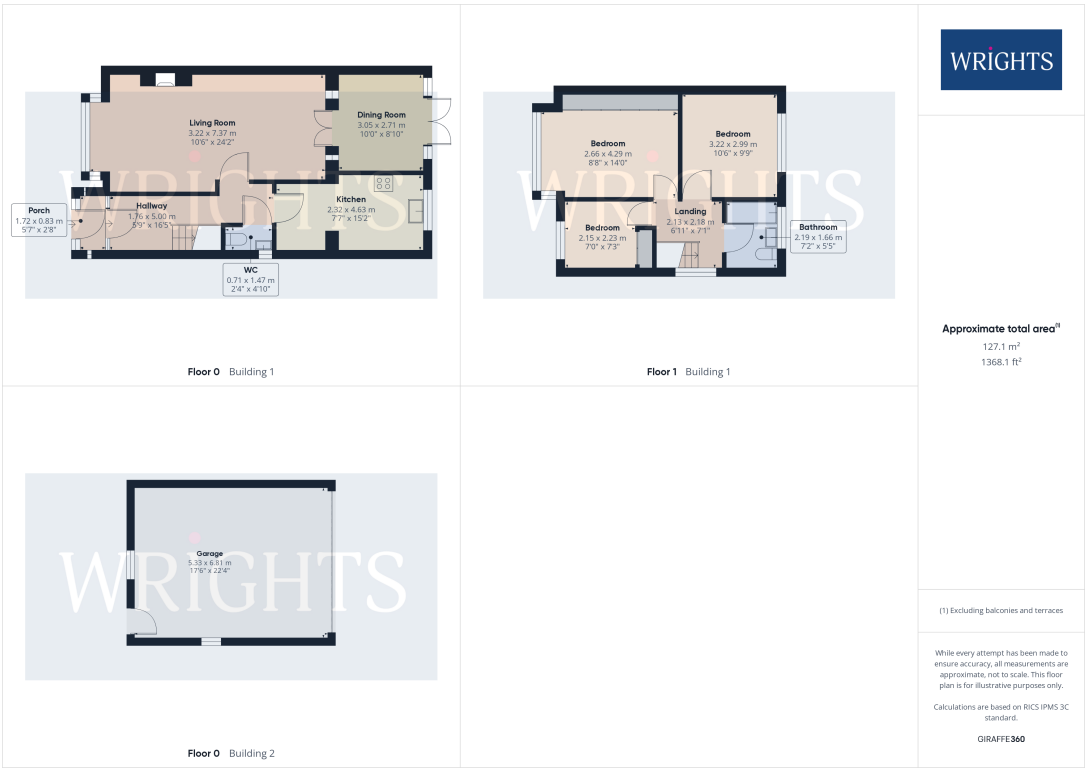 Living Room
3.22 x 7.37 m
10'6" x 24'2"
Dining Room
3.05 x 2.71 m
10'0" x 8'10"
Porch
1.72 x 0.83 m
5'7" x 2'8"
Hallway
1.76 x 5.00 m
5'9" x 16'5"
Kitchen
2.32 x 4.63 m
7'7" x 15'2"
WC
0.71 x 1.47 m
2'4" x 4'10"
WRIGHTS
Floor 0 Building 1
Bedroom
2.66 x 4.29 m
8'8" x 14'0"
Bedroom
3.22 x 2.99 m
10'6" x 9'9"
Landing
2.13 x 2.18 m
6'11" x 7'1"
Bedroom
2.15 x 2.23 m
7'0" x 7'3"
Bathroom
2.19 x 1.66 m
7'2" x 5'5"
WRIGHTS
Floor 1 Building 1
Garage
5.33 x 6.81 m
17'6" x 22'4"
WRIGHTS
Floor 0 Building 2
WRIGHTS
Approximate total area(1)
127.1 m²
1368.1 ft²
(1) Excluding balconies and terraces
While every attempt has been made to
ensure accuracy, all measurements are
approximate, not to scale. This floor
plan is for illustrative purposes only.
Calculations are based on RICS IPMS 3C
standard.
GIRAFFE360